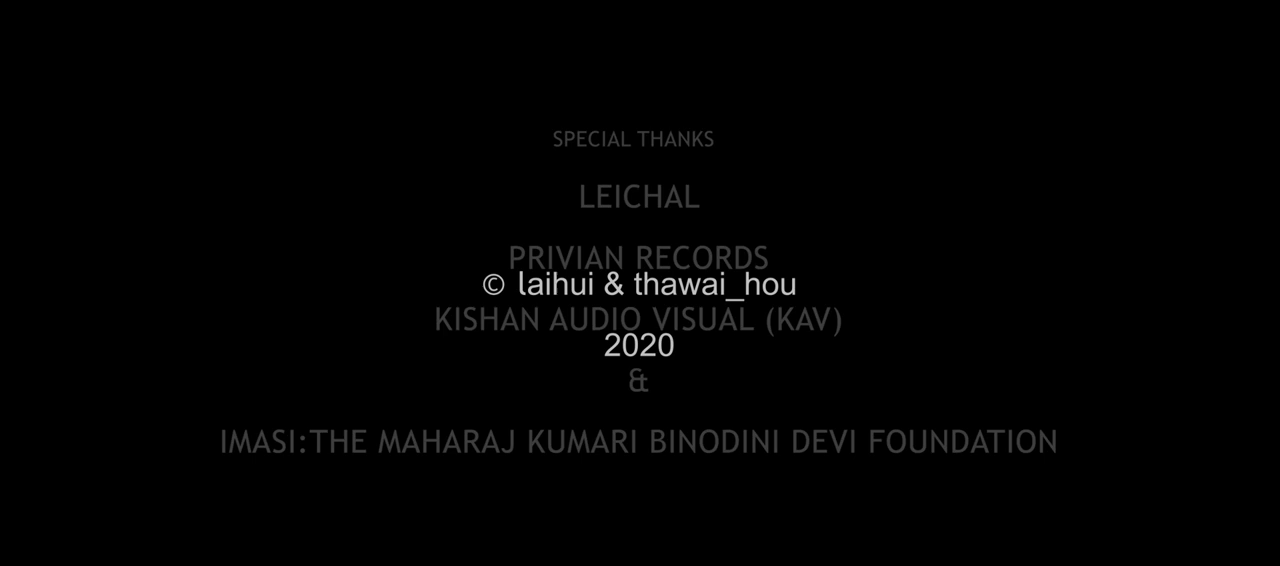 SPECIAL THANKS
LEICHAL
PRIVIAN RECORDS
© laihui & thawai_hou
KISHAN AUDIO VISUAL (KAV)
2020
&
IMASI:THE MAHARAJ KUMARI BINODINI DEVI FOUNDATION